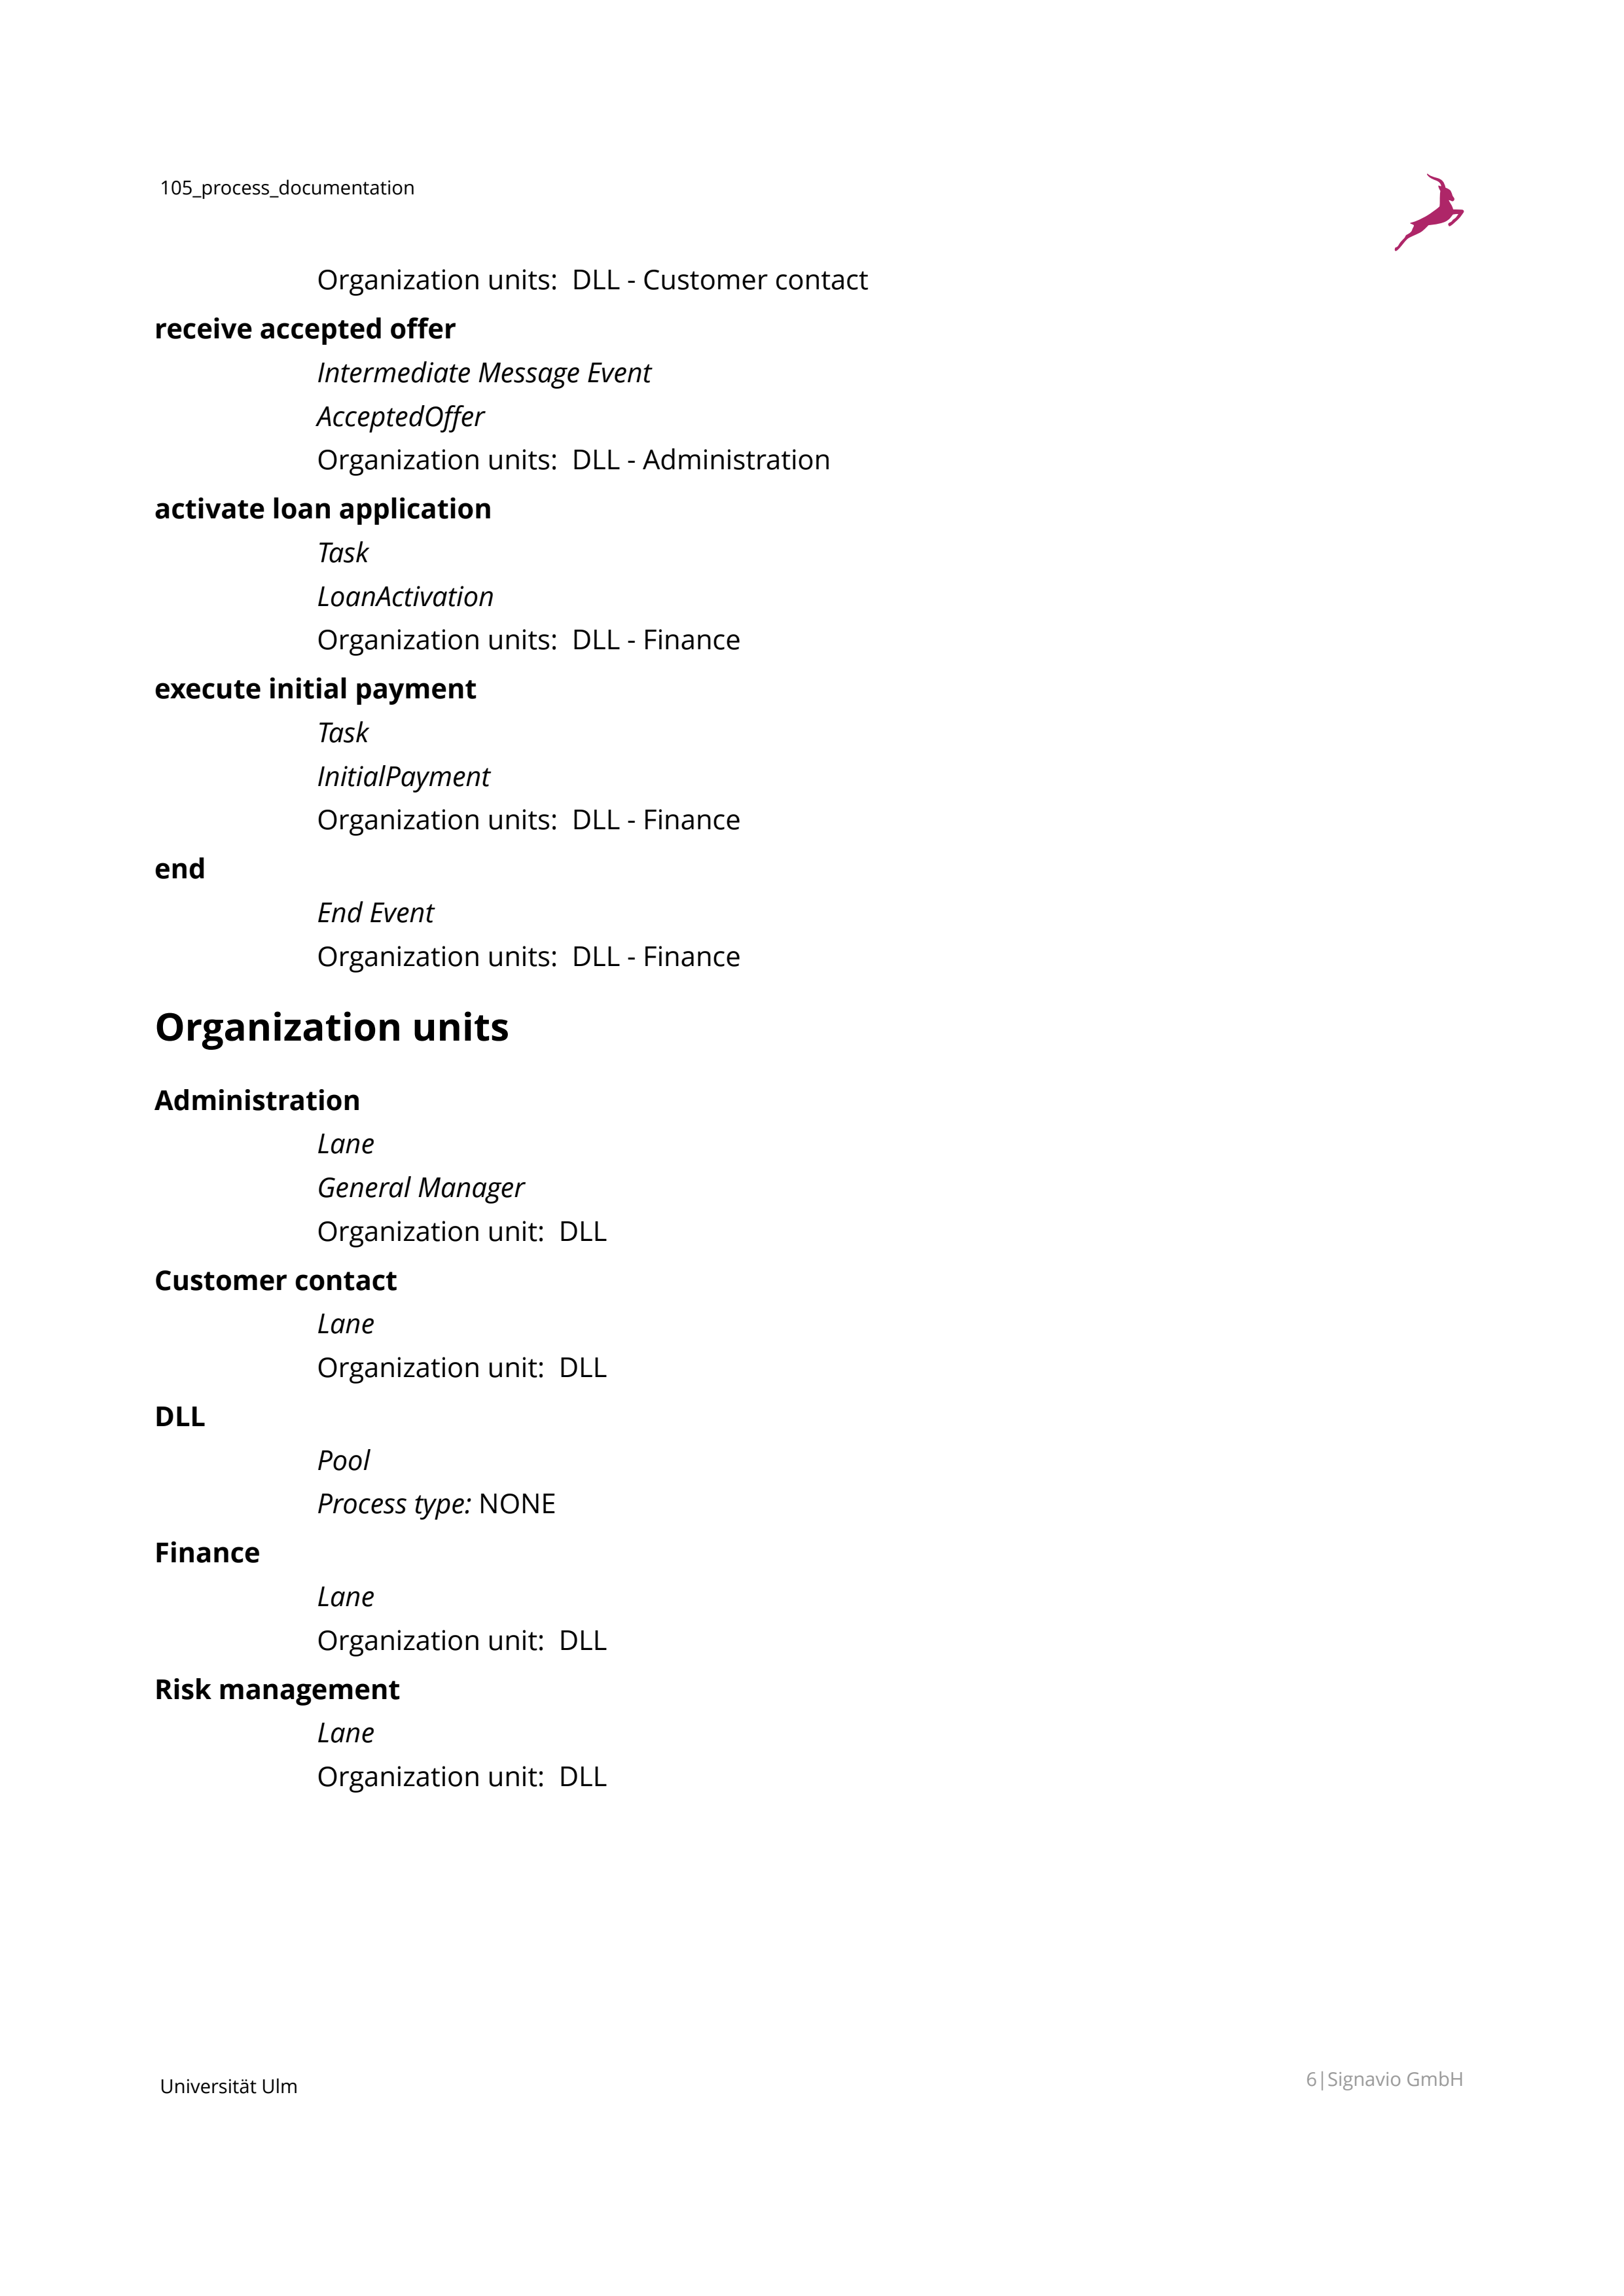 105_process_documentation
Organization units:  DLL - Customer contact
receive accepted offer
Intermediate Message Event
AcceptedOffer
Organization units:  DLL - Administration
activate loan application
Task
LoanActivation
Organization units:  DLL - Finance
execute initial payment
Task
InitialPayment
Organization units:  DLL - Finance
end
End Event
Organization units:  DLL - Finance
Organization units
Administration
Lane
General Manager
Organization unit:  DLL
Customer contact
Lane
Organization unit:  DLL
DLL
Pool
Process type: NONE
Finance
Lane
Organization unit:  DLL
Risk management
Lane
Organization unit:  DLL
Universität Ulm
6|Signavio GmbH